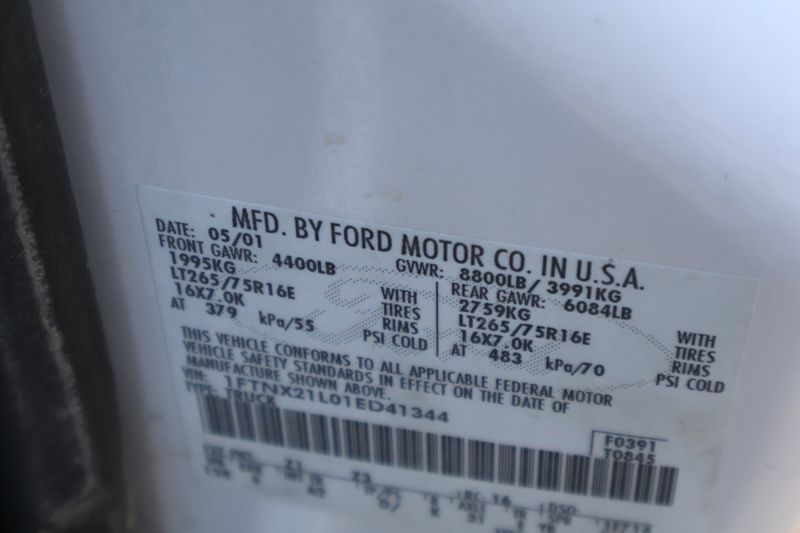 MFD. BY FORD MOTOR CO. IN U.S.A.
DATE: 05/01 GVWR: 8800LB/ 3991KG
FRONT GAWR: 4400LB REAR GAWR: 6084LB
1995KG WITH 2759KG WITH
LT265/75R16E TIRES LT265/75R16E TIRES
16X7.0K RIMS 16X7.0K RIMS
AT 379 kPa/55 PSI COLD AT 483 kPa/70 PSI COLD
THIS VEHICLE CONFORMS TO ALL APPLICABLE FEDERAL MOTOR
VEHICLE SAFETY STANDARDS IN EFFECT ON THE DATE OF
MANUFACTURE SHOWN ABOVE.
VIN: 1FTNX21L01ED41344
TYPE: TRUCK
F0391
T0845
RC: 16 DSO: